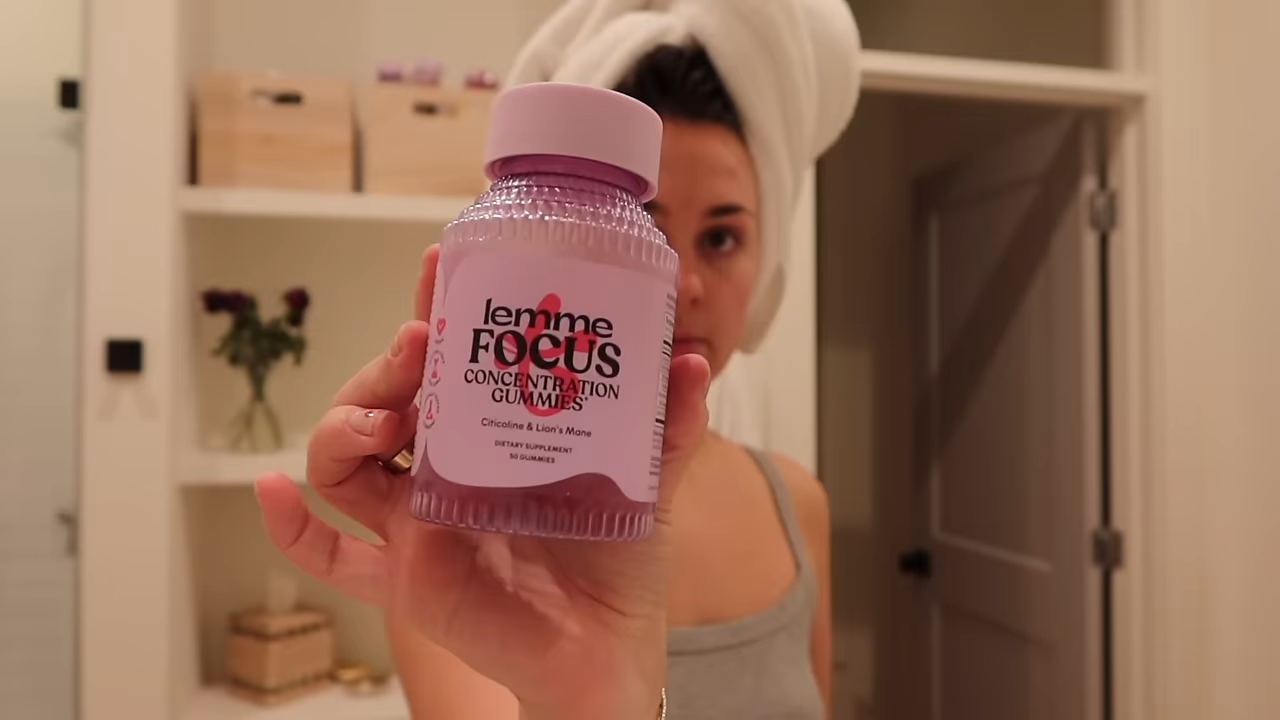 lemme
FOCUS
CONCENTRATION
GUMMIES*
Citicoline & Lion's Mane
DIETARY SUPPLEMENT
50 GUMMIES